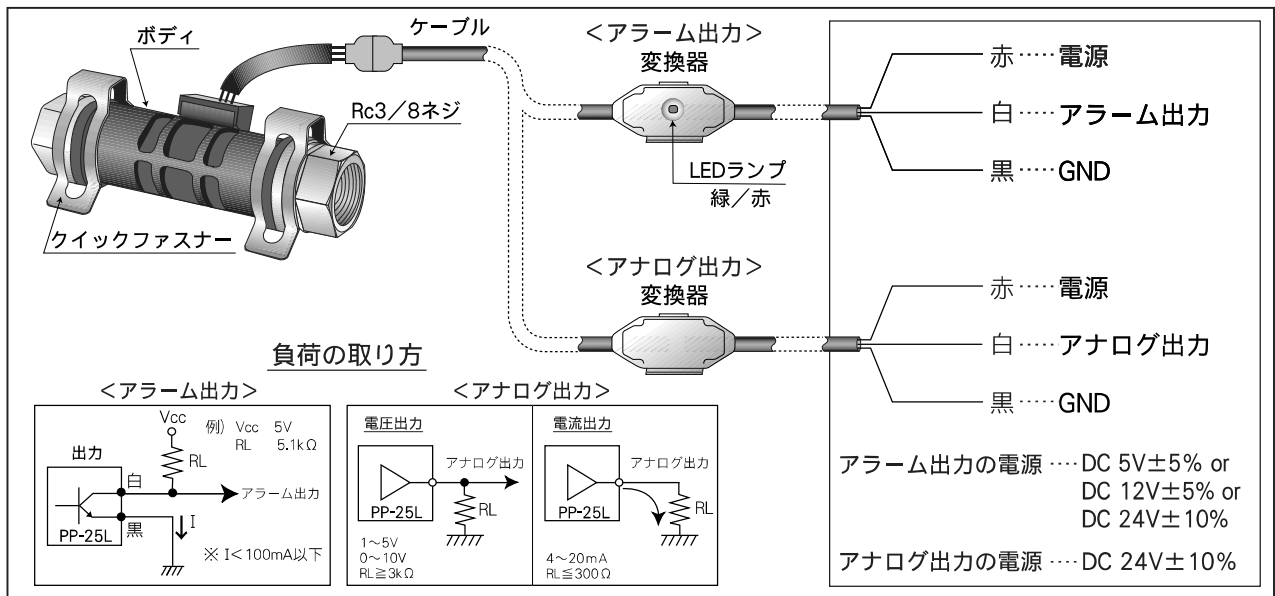 ボディ
ケーブル
Rc3／8ネジ
クイックファスナー
＜アラーム出力＞
変換器
LEDランプ
緑／赤
赤 ····· 電源
白 ····· アラーム出力
黒 ····· GND
＜アナログ出力＞
変換器
赤 ····· 電源
白 ····· アナログ出力
黒 ····· GND
負荷の取り方
＜アラーム出力＞
Vcc
例） Vcc 5V
RL 5.1kΩ
出力
RL
白
アラーム出力
PP-25L
黒
I
※ I＜100mA以下
＜アナログ出力＞
電圧出力
アナログ出力
PP-25L
RL
1〜5V
0〜10V
RL≧3kΩ
電流出力
アナログ出力
PP-25L
RL
4〜20mA
RL≦300Ω
アラーム出力の電源 ···· DC 5V±5% or
DC 12V±5% or
DC 24V±10%
アナログ出力の電源 ···· DC 24V±10%